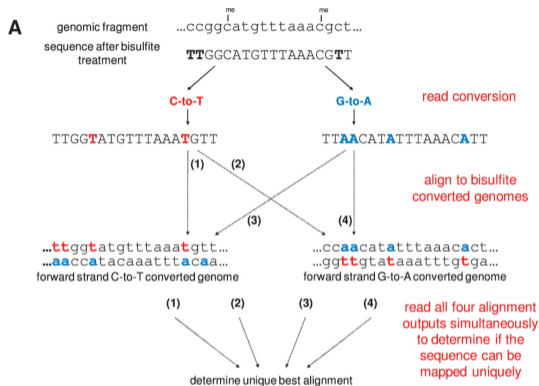 A
me me
genomic fragment …ccggcatgtttaaacgct…
sequence after bisulfite
treatment
TTGGCATGTTTAAACGTT
C-to-T G-to-A read conversion
TTGGTATGTTTAAATGTT TTAACATATTTAAACATT
(1) (2)
align to bisulfite
converted genomes
(3) (4)
…ttggtatgtttaaatgtt… …ccaacatatttaaacact…
…aaccatacaaatttacaa… …ggttgtataaatttgtga…
forward strand C-to-T converted genome forward strand G-to-A converted genome
(1) (2) (3) (4)
read all four alignment
outputs simultaneously
to determine if the
sequence can be
mapped uniquely
determine unique best alignment